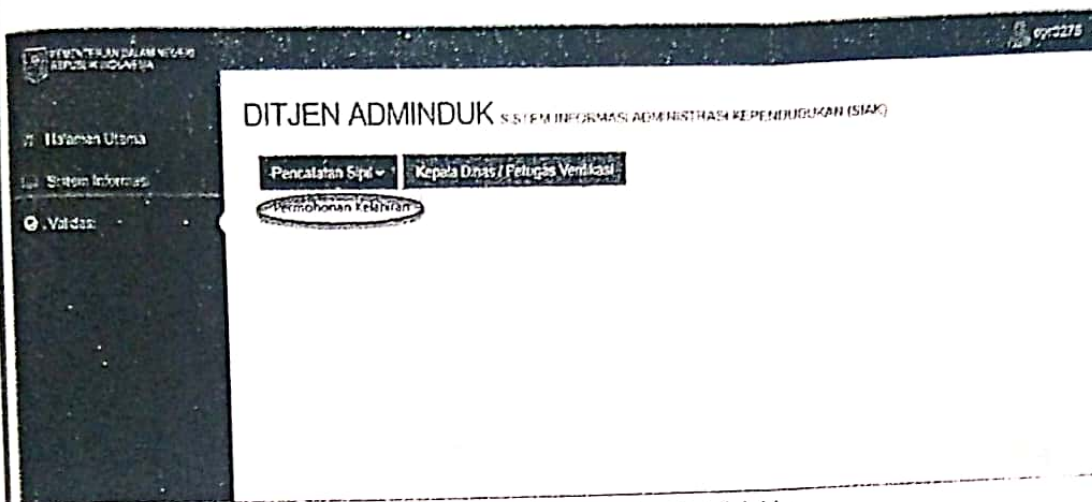 KEMENTERIAN DALAM NEGERI
REPUBLIK INDONESIA
opr3275
DITJEN ADMINDUK SISTEM INFORMASI ADMINISTRASI KEPENDUDUKAN (SIAK)
Halaman Utama
Sistem Informasi
Validasi
Pencatatan Sipil
Kepala Dinas / Petugas Verifikasi
Permohonan Kelahiran